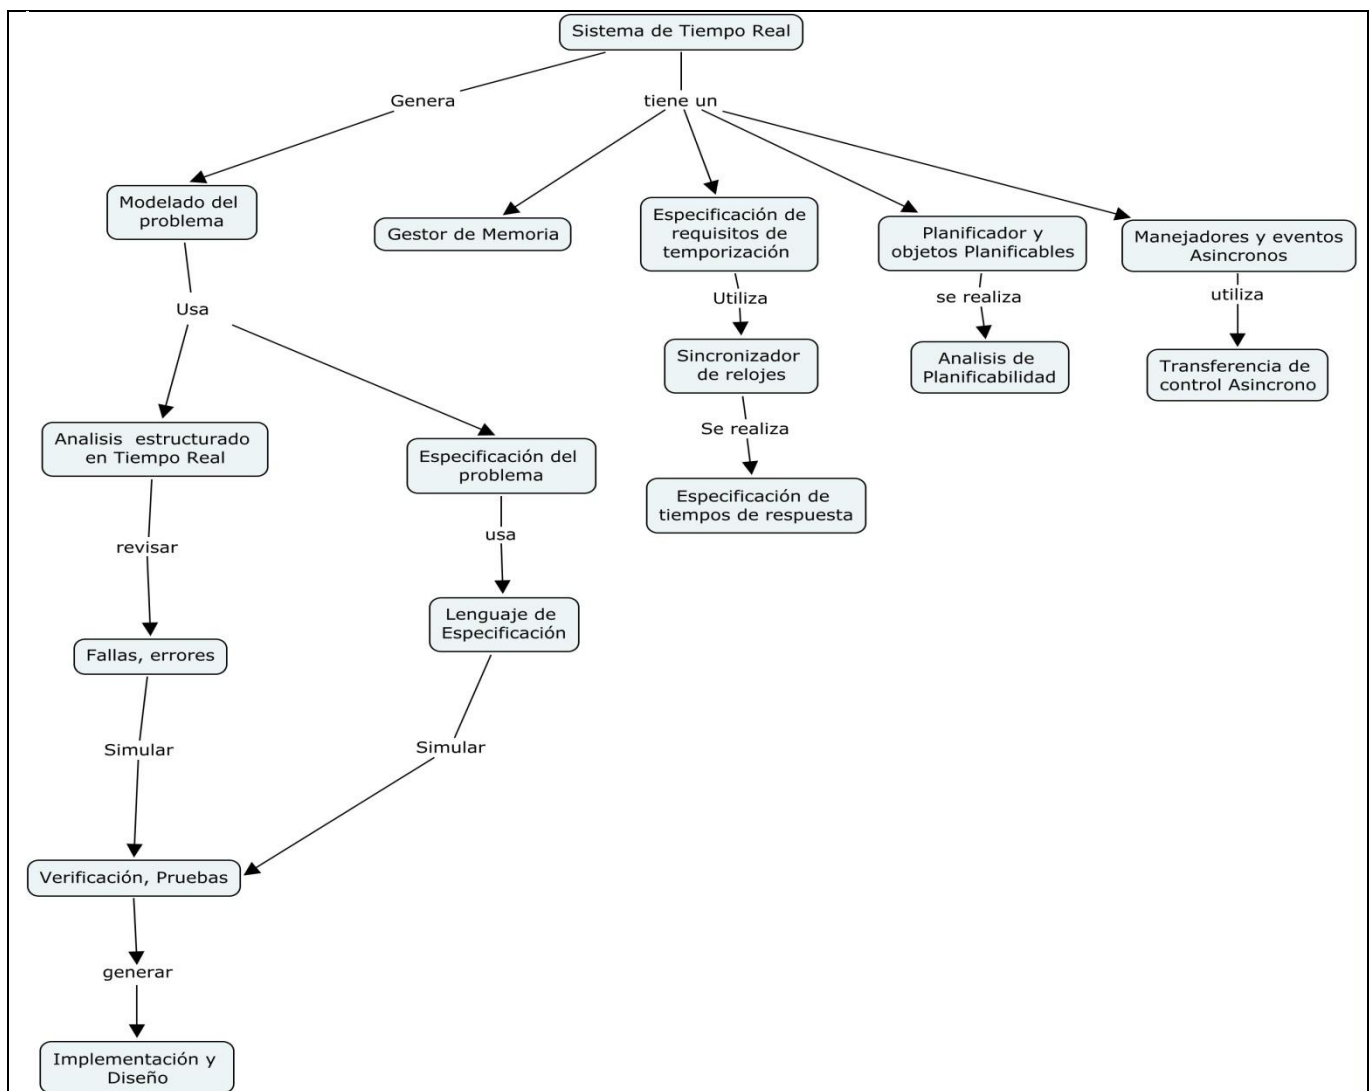 Sistema de Tiempo Real
Genera
tiene un
Modelado del
problema
Gestor de Memoria
Especificación de
requisitos de
temporización
Planificador y
objetos Planificables
Manejadores y eventos
Asincronos
Usa
Utiliza
se realiza
utiliza
Sincronizador
de relojes
Analisis de
Planificabilidad
Transferencia de
control Asincrono
Analisis estructurado
en Tiempo Real
Especificación del
problema
Se realiza
Especificación de
tiempos de respuesta
revisar
usa
Fallas, errores
Lenguaje de
Especificación
Simular
Simular
Verificación, Pruebas
generar
Implementación y
Diseño